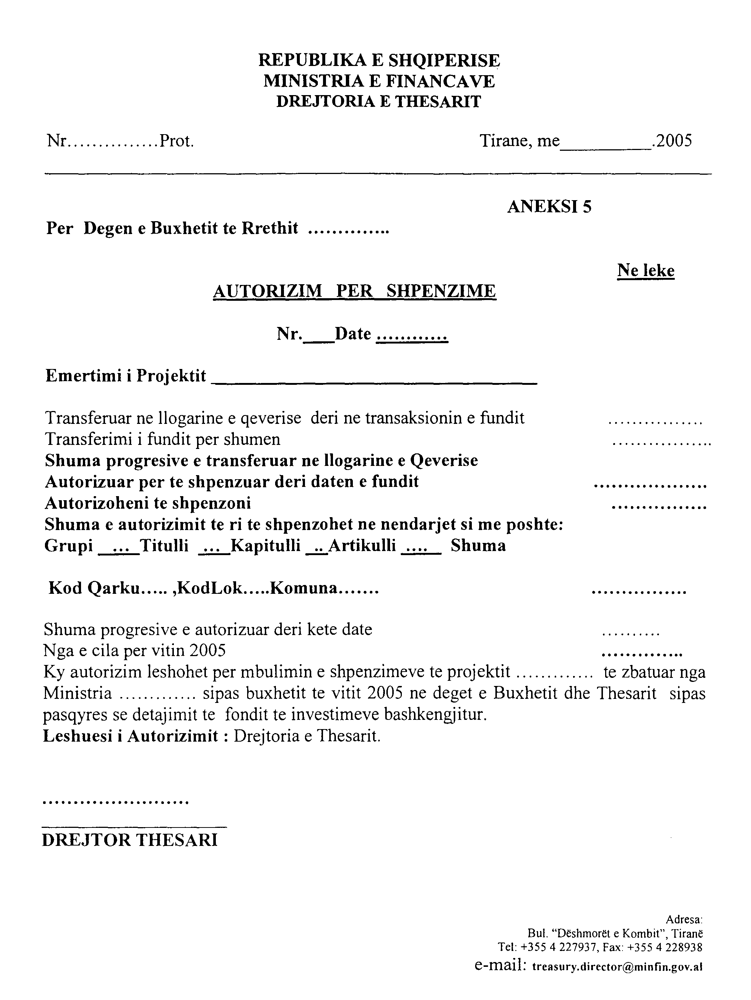 REPUBLIKA E SHQIPERISE
MINISTRIA E FINANCAVE
DREJTORIA E THESARIT
Nr...............Prot. Tirane, me__________.2005
ANEKSI 5
Per Degen e Buxhetit te Rrethit ..............
Ne leke
AUTORIZIM PER SHPENZIME
Nr.___Date ............
Emertimi i Projektit ______________________________
Transferuar ne llogarine e qeverise deri ne transaksionin e fundit ................
Transferimi i fundit per shumen .................
Shuma progresive e transferuar ne llogarine e Qeverise
Autorizuar per te shpenzuar deri daten e fundit ...................
Autorizoheni te shpenzoni ................
Shuma e autorizimit te ri te shpenzohet ne nendarjet si me poshte:
Grupi __..._Titulli _..._Kapitulli _.._Artikulli _....__ Shuma
Kod Qarku..... ,KodLok.....Komuna....... ................
Shuma progresive e autorizuar deri kete date ..........
Nga e cila per vitin 2005 ..............
Ky autorizim leshohet per mbulimin e shpenzimeve te projektit ............. te zbatuar nga
Ministria ............. sipas buxhetit te vitit 2005 ne deget e Buxhetit dhe Thesarit sipas
pasqyres se detajimit te fondit te investimeve bashkengjitur.
Leshuesi i Autorizimit : Drejtoria e Thesarit.
........................
DREJTOR THESARI
Adresa:
Bul. “Dëshmorët e Kombit”, Tiranë
Tel: +355 4 227937, Fax: +355 4 228938
e-mail: treasury.director@minfin.gov.al